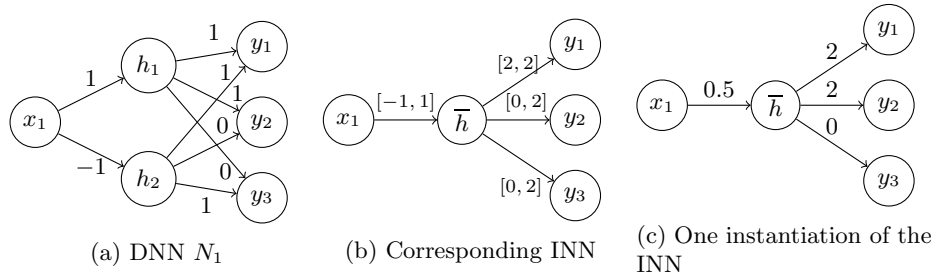 x₁
1
−1
h₁
h₂
1
1
1
0
0
1
y₁
y₂
y₃
(a) DNN N₁
x₁
[−1, 1]
h̅
[2, 2]
[0, 2]
[0, 2]
y₁
y₂
y₃
(b) Corresponding INN
x₁
0.5
h̅
2
2
0
y₁
y₂
y₃
(c) One instantiation of the
INN